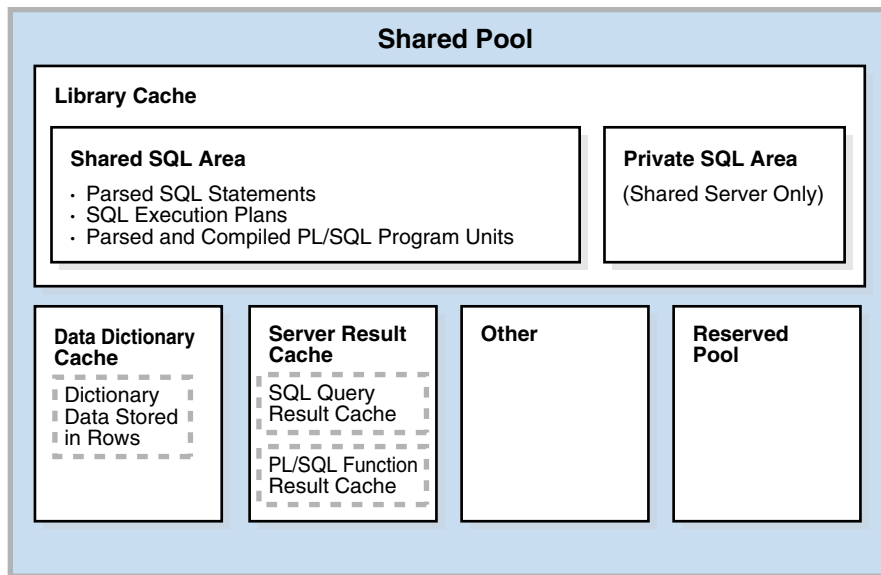 Shared Pool
Library Cache
Shared SQL Area
· Parsed SQL Statements
· SQL Execution Plans
· Parsed and Compiled PL/SQL Program Units
Private SQL Area
(Shared Server Only)
Data Dictionary
Cache
Dictionary
Data Stored
in Rows
Server Result
Cache
SQL Query
Result Cache
PL/SQL Function
Result Cache
Other
Reserved
Pool